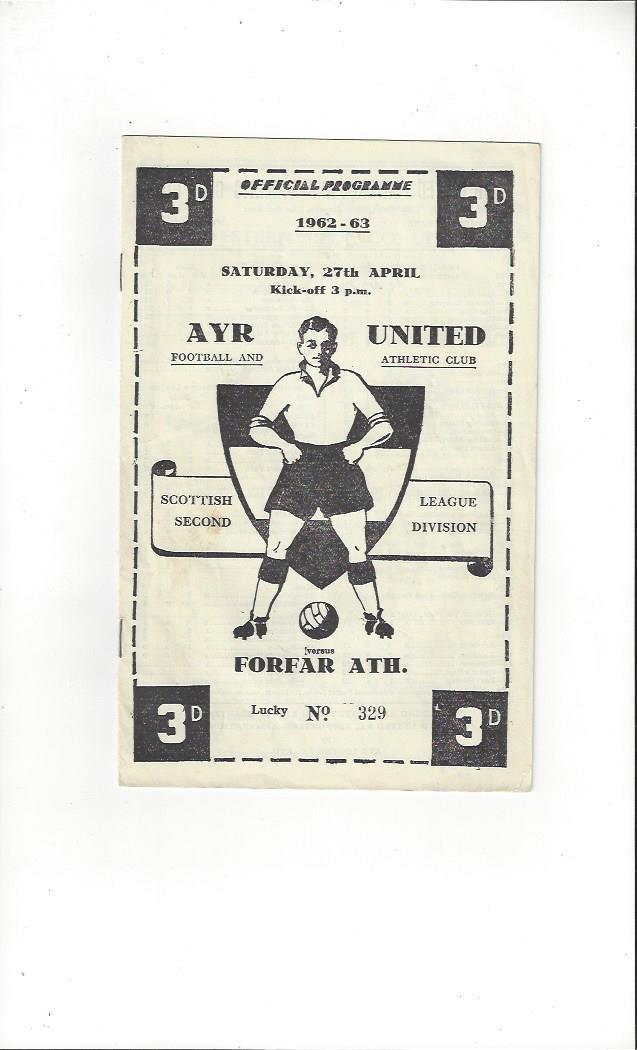 3D
3D
OFFICIAL PROGRAMME
1962-63
SATURDAY, 27th APRIL
Kick-off 3 p.m.
AYR UNITED
FOOTBALL AND ATHLETIC CLUB
SCOTTISH LEAGUE
SECOND DIVISION
versus
FORFAR ATH.
Lucky No. 329
3D
3D